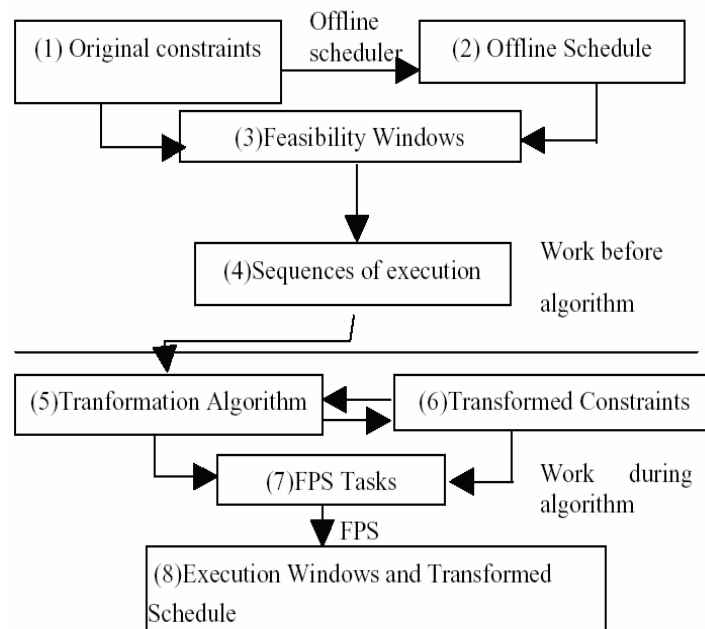 (1) Original constraints
Offline
scheduler
(2) Offline Schedule
(3)Feasibility Windows
(4)Sequences of execution
Work before
algorithm
(5)Tranformation Algorithm
(6)Transformed Constraints
(7)FPS Tasks
Work during
algorithm
FPS
(8)Execution Windows and Transformed
Schedule